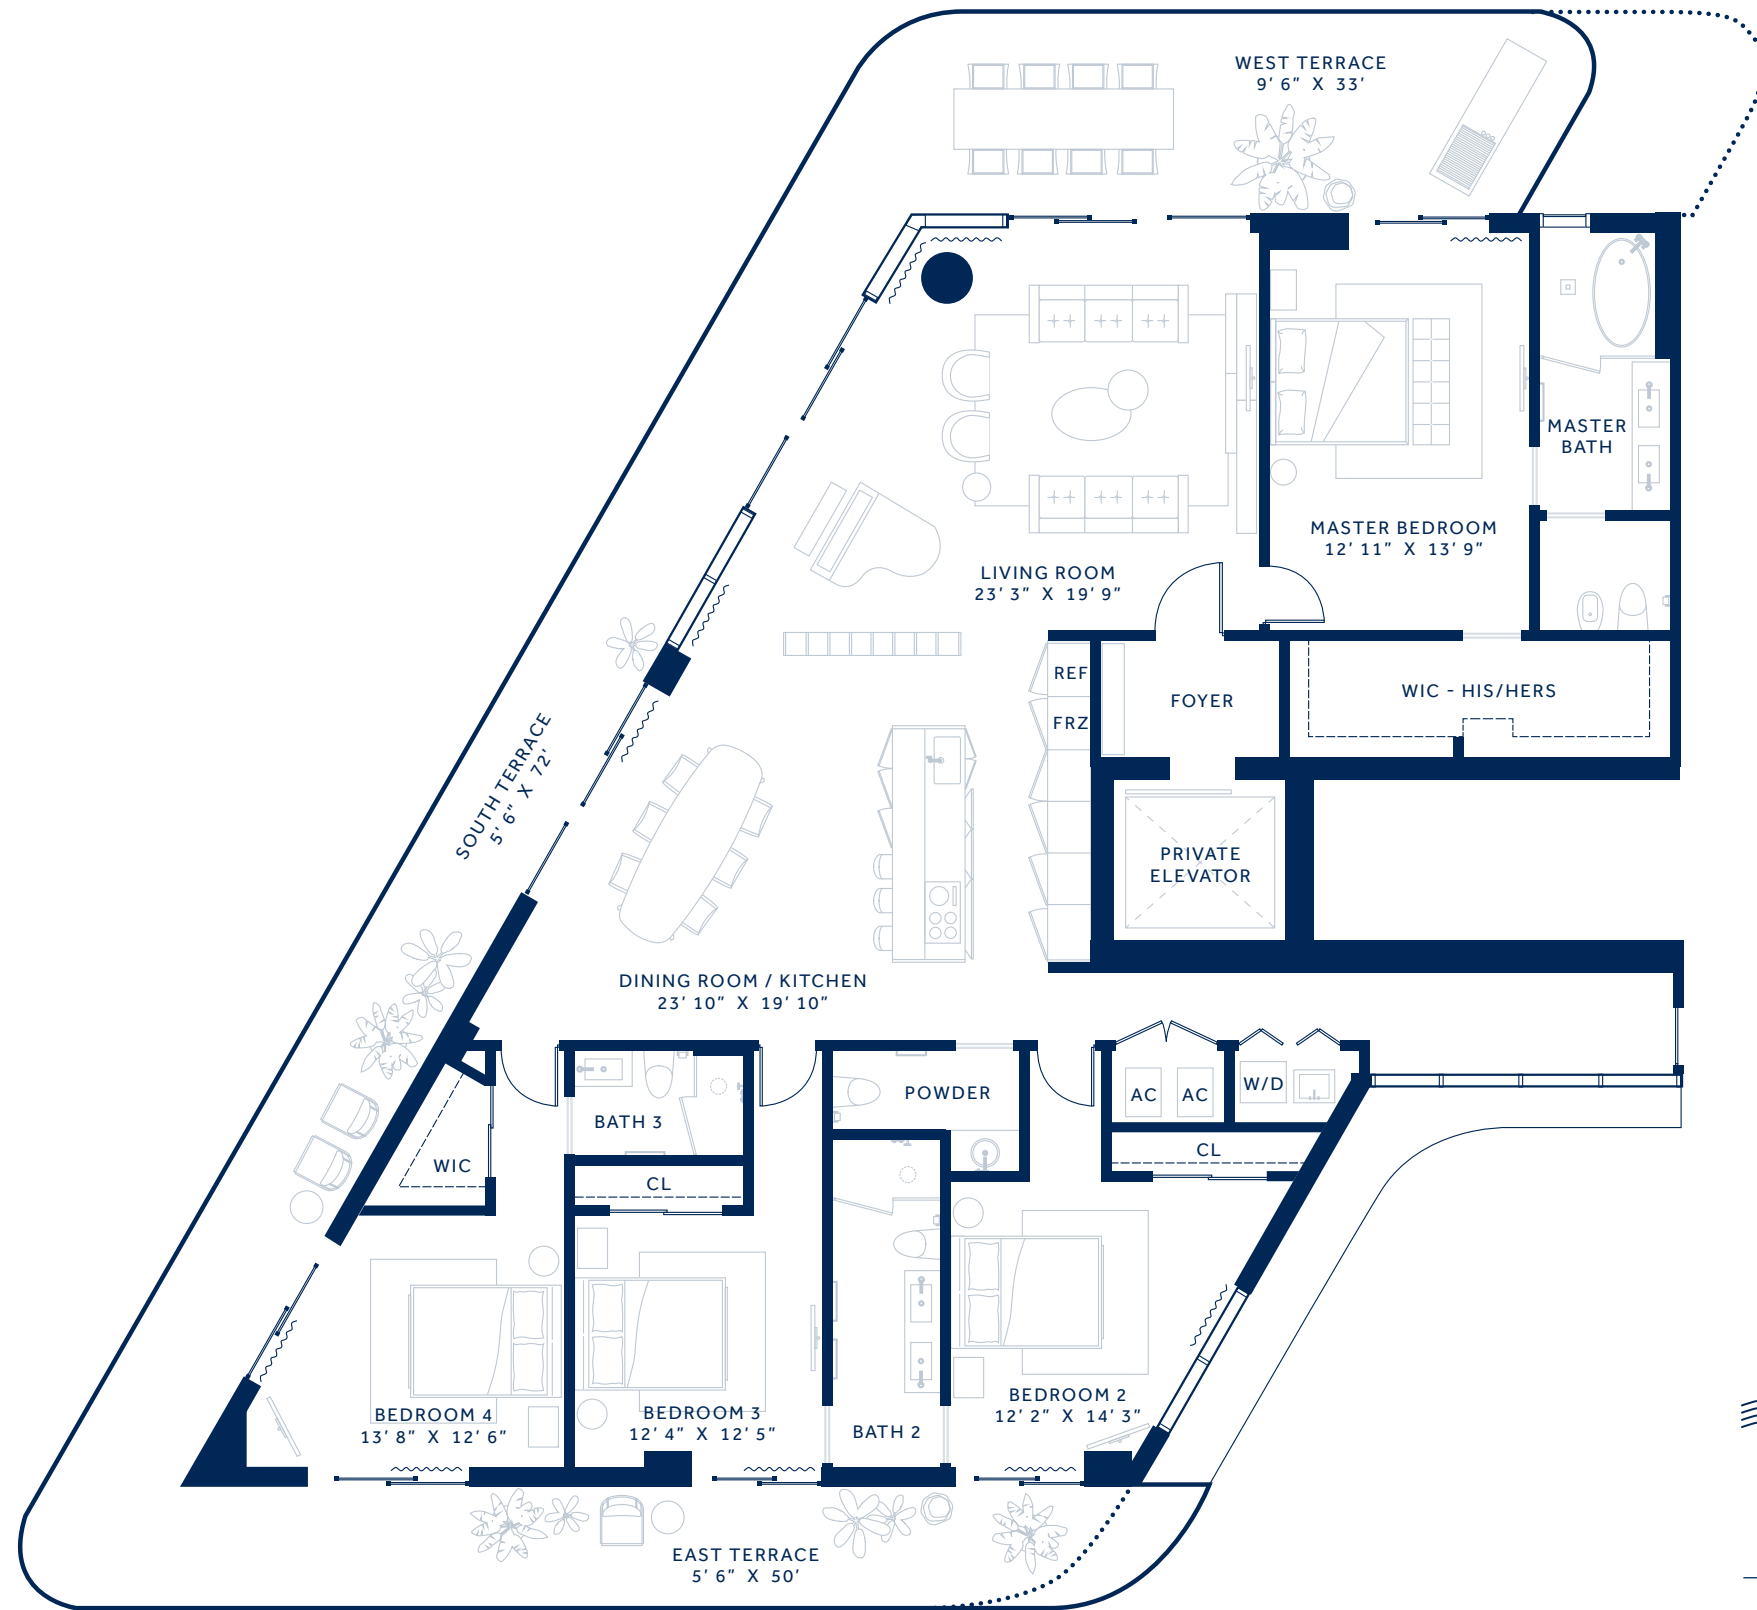 WEST TERRACE
9' 6" X 33'
MASTER
BATH
MASTER BEDROOM
12' 11" X 13' 9"
LIVING ROOM
23' 3" X 19' 9"
REF
FRZ
FOYER
WIC - HIS/HERS
SOUTH TERRACE
5' 6" X 72'
PRIVATE
ELEVATOR
DINING ROOM / KITCHEN
23' 10" X 19' 10"
POWDER
AC
AC
W/D
BATH 3
WIC
CL
CL
BEDROOM 4
13' 8" X 12' 6"
BEDROOM 3
12' 4" X 12' 5"
BATH 2
BEDROOM 2
12' 2" X 14' 3"
EAST TERRACE
5' 6" X 50'